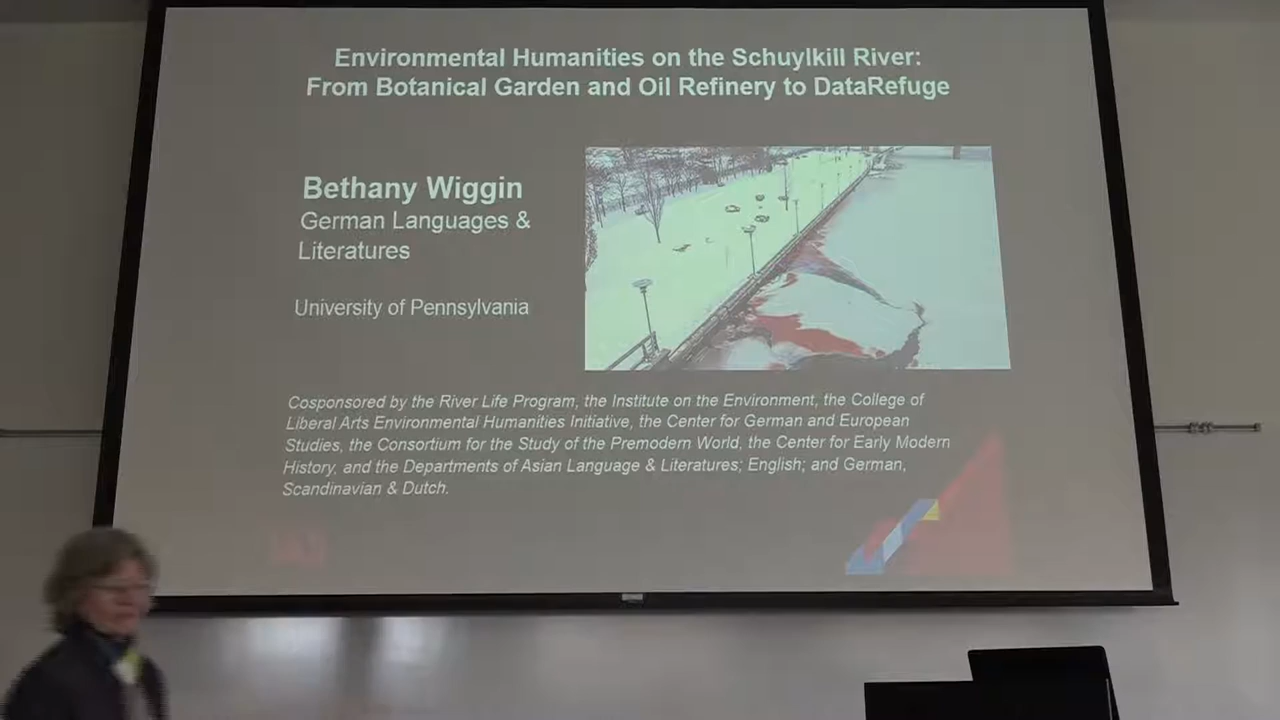 Environmental Humanities on the Schuylkill River:
From Botanical Garden and Oil Refinery to DataRefuge
Bethany Wiggin
German Languages &
Literatures
University of Pennsylvania
Cosponsored by the River Life Program, the Institute on the Environment, the College of
Liberal Arts Environmental Humanities Initiative, the Center for German and European
Studies, the Consortium for the Study of the Premodern World, the Center for Early Modern
History, and the Departments of Asian Language & Literatures; English; and German,
Scandinavian & Dutch.